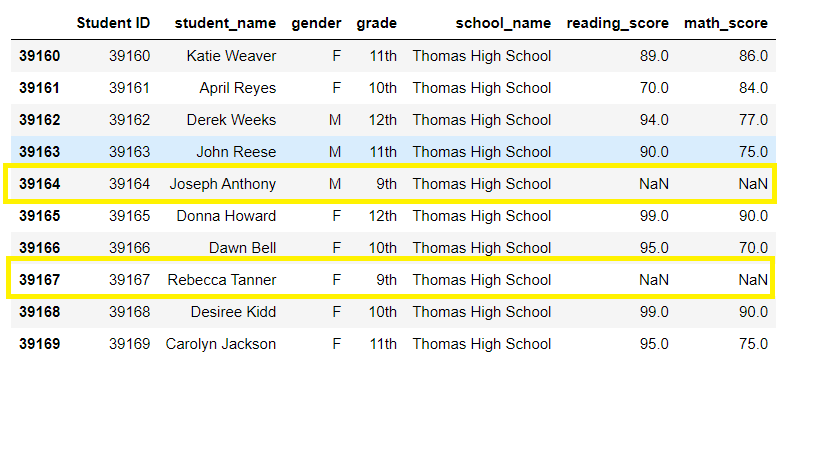 Student ID student_name gender grade school_name reading_score math_score
39160 39160 Katie Weaver F 11th Thomas High School 89.0 86.0
39161 39161 April Reyes F 10th Thomas High School 70.0 84.0
39162 39162 Derek Weeks M 12th Thomas High School 94.0 77.0
39163 39163 John Reese M 11th Thomas High School 90.0 75.0
39164 39164 Joseph Anthony M 9th Thomas High School NaN NaN
39165 39165 Donna Howard F 12th Thomas High School 99.0 90.0
39166 39166 Dawn Bell F 10th Thomas High School 95.0 70.0
39167 39167 Rebecca Tanner F 9th Thomas High School NaN NaN
39168 39168 Desiree Kidd F 10th Thomas High School 99.0 90.0
39169 39169 Carolyn Jackson F 11th Thomas High School 95.0 75.0